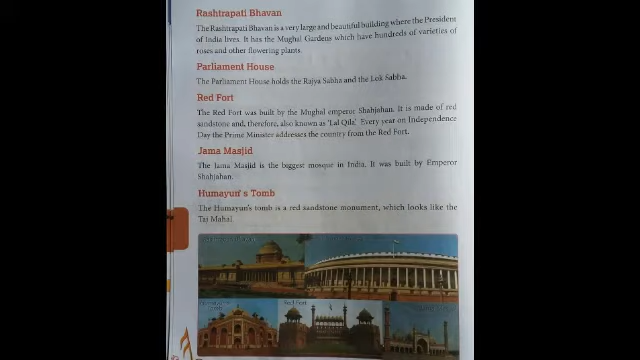 Rashtrapati Bhavan
The Rashtrapati Bhavan is a very large and beautiful building where the President
of India lives. It has the Mughal Gardens which have hundreds of varieties of
roses and other flowering plants.
Parliament House
The Parliament House holds the Rajya Sabha and the Lok Sabba.
Red Fort
The Red Fort was built by the Mughal emperor Shahjahan. It is made of red
sandstone and, therefore, also known as 'Lal Qila'. Every year on Independence
Day the Prime Minister addresses the country from the Red Fort.
Jama Masjid
The Jama Masjid is the biggest mosque in India. It was built by Emperor
Shahjahan.
Humayun's Tomb
The Humayun's tomb is a red sandstone monument, which looks like the
Taj Mahal.
Red Fort